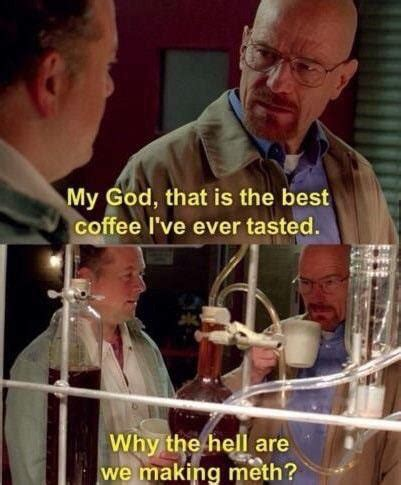 My God, that is the best
coffee I've ever tasted.
Why the hell are
we making meth?